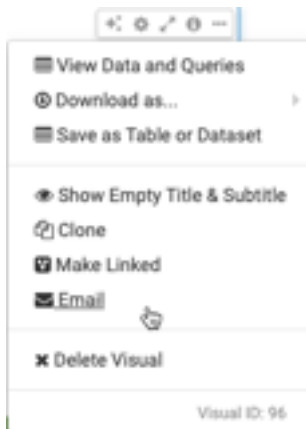 View Data and Queries
Download as...
Save as Table or Dataset
Show Empty Title & Subtitle
Clone
Make Linked
Email
Delete Visual
Visual ID: 96